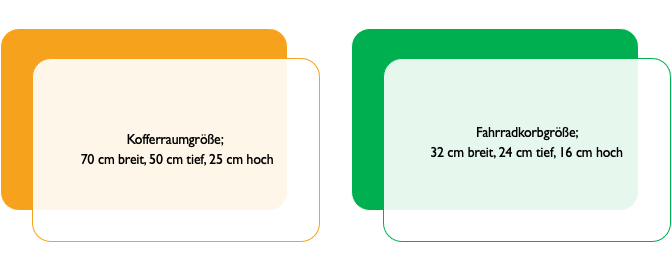 Kofferraumgröße;
70 cm breit, 50 cm tief, 25 cm hoch
Fahrradkorbgröße;
32 cm breit, 24 cm tief, 16 cm hoch